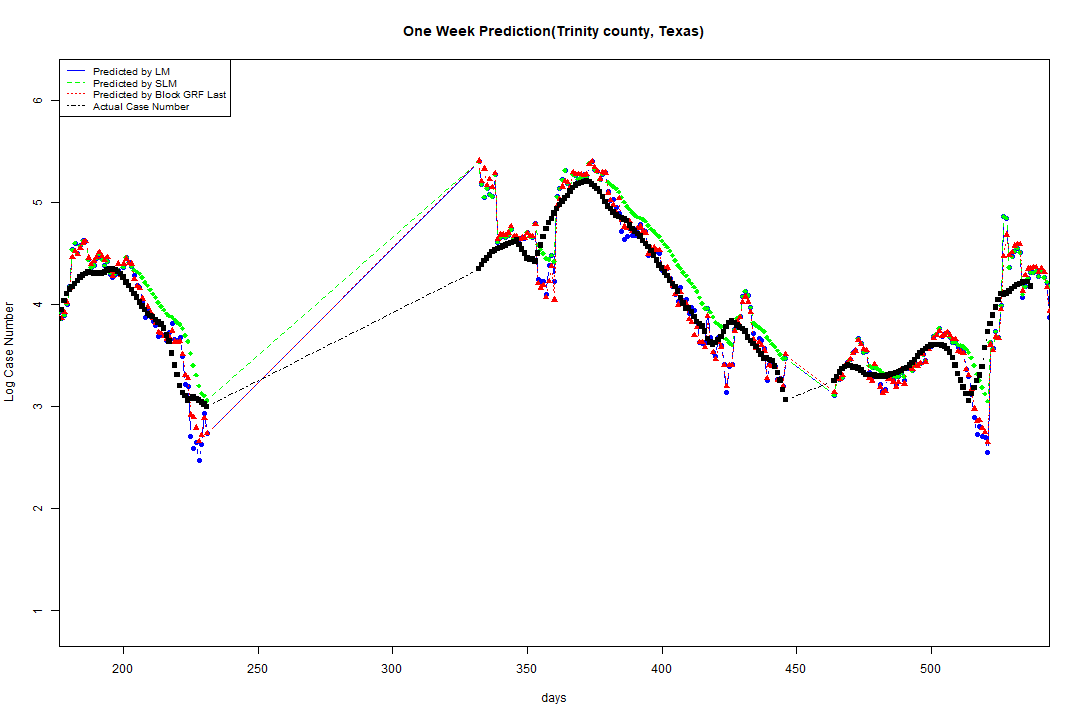 One Week Prediction(Trinity county, Texas)
Predicted by LM
Predicted by SLM
Predicted by Block GRF Last
Actual Case Number
Log Case Number
6
5
4
3
2
1
200 250 300 350 400 450 500
days